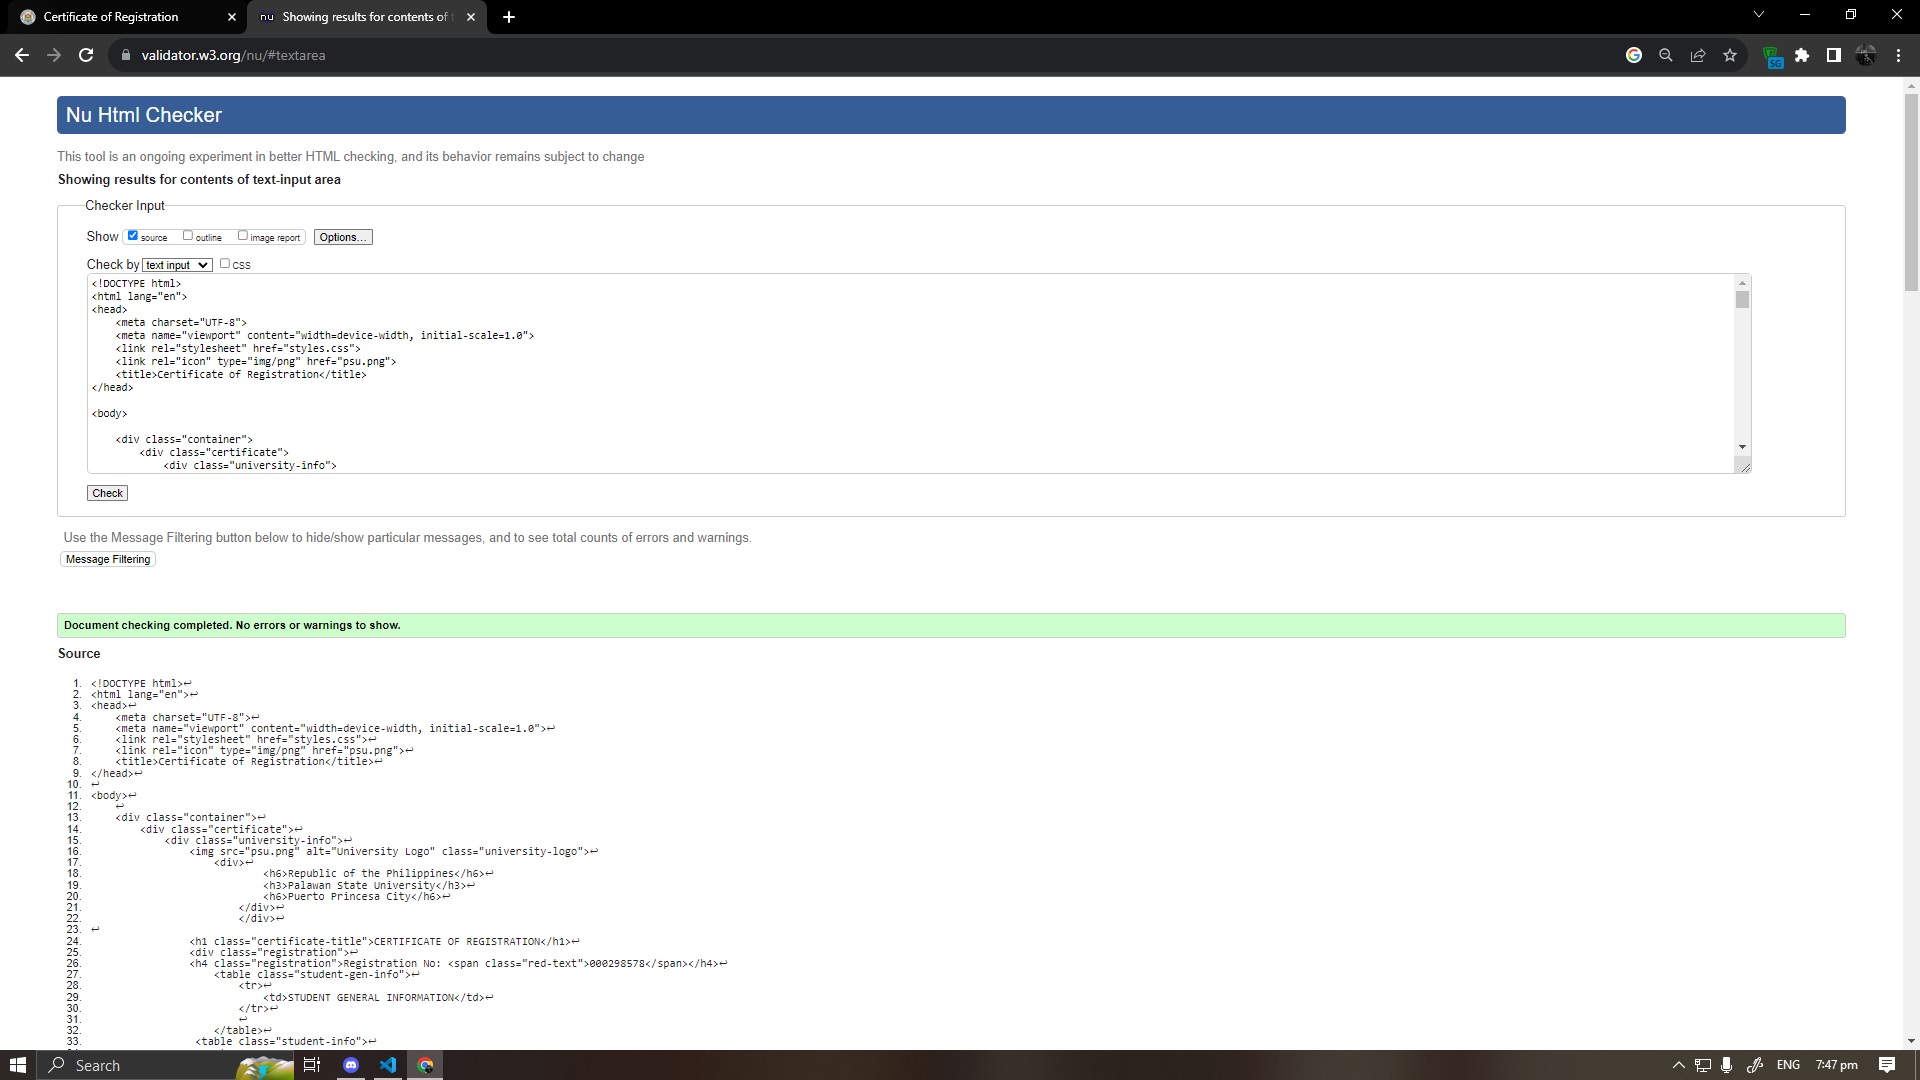 Certificate of Registration
nu Showing results for contents of t
validator.w3.org/nu/#textarea
5G
Nu Html Checker
This tool is an ongoing experiment in better HTML checking, and its behavior remains subject to change
Showing results for contents of text-input area
Checker Input
Show source outline image report Options...
Check by text input css
<!DOCTYPE html>
<html lang="en">
<head>
    <meta charset="UTF-8">
    <meta name="viewport" content="width=device-width, initial-scale=1.0">
    <link rel="stylesheet" href="styles.css">
    <link rel="icon" type="img/png" href="psu.png">
    <title>Certificate of Registration</title>
</head>
<body>
    <div class="container">
        <div class="certificate">
            <div class="university-info">
Check
Use the Message Filtering button below to hide/show particular messages, and to see total counts of errors and warnings.
Message Filtering
Document checking completed. No errors or warnings to show.
Source
1. <!DOCTYPE html>↩
2. <html lang="en">↩
3. <head>↩
4.     <meta charset="UTF-8">↩
5.     <meta name="viewport" content="width=device-width, initial-scale=1.0">↩
6.     <link rel="stylesheet" href="styles.css">↩
7.     <link rel="icon" type="img/png" href="psu.png">↩
8.     <title>Certificate of Registration</title>↩
9. </head>↩
10. ↩
11. <body>↩
12.     ↩
13.     <div class="container">↩
14.         <div class="certificate">↩
15.             <div class="university-info">↩
16.                 <img src="psu.png" alt="University Logo" class="university-logo">↩
17.                     <div>↩
18.                             <h6>Republic of the Philippines</h6>↩
19.                             <h3>Palawan State University</h3>↩
20.                             <h6>Puerto Princesa City</h6>↩
21.                         </div>↩
22.                         </div>↩
23. ↩
24.                 <h1 class="certificate-title">CERTIFICATE OF REGISTRATION</h1>↩
25.                 <div class="registration">↩
26.                 <h4 class="registration">Registration No: <span class="red-text">000298578</span></h4>↩
27.                     <table class="student-gen-info">↩
28.                         <tr>↩
29.                             <td>STUDENT GENERAL INFORMATION</td>↩
30.                         </tr>↩
31.                         ↩
32.                     </table>↩
33.                  <table class="student-info">↩
Search
ENG
7:47 pm